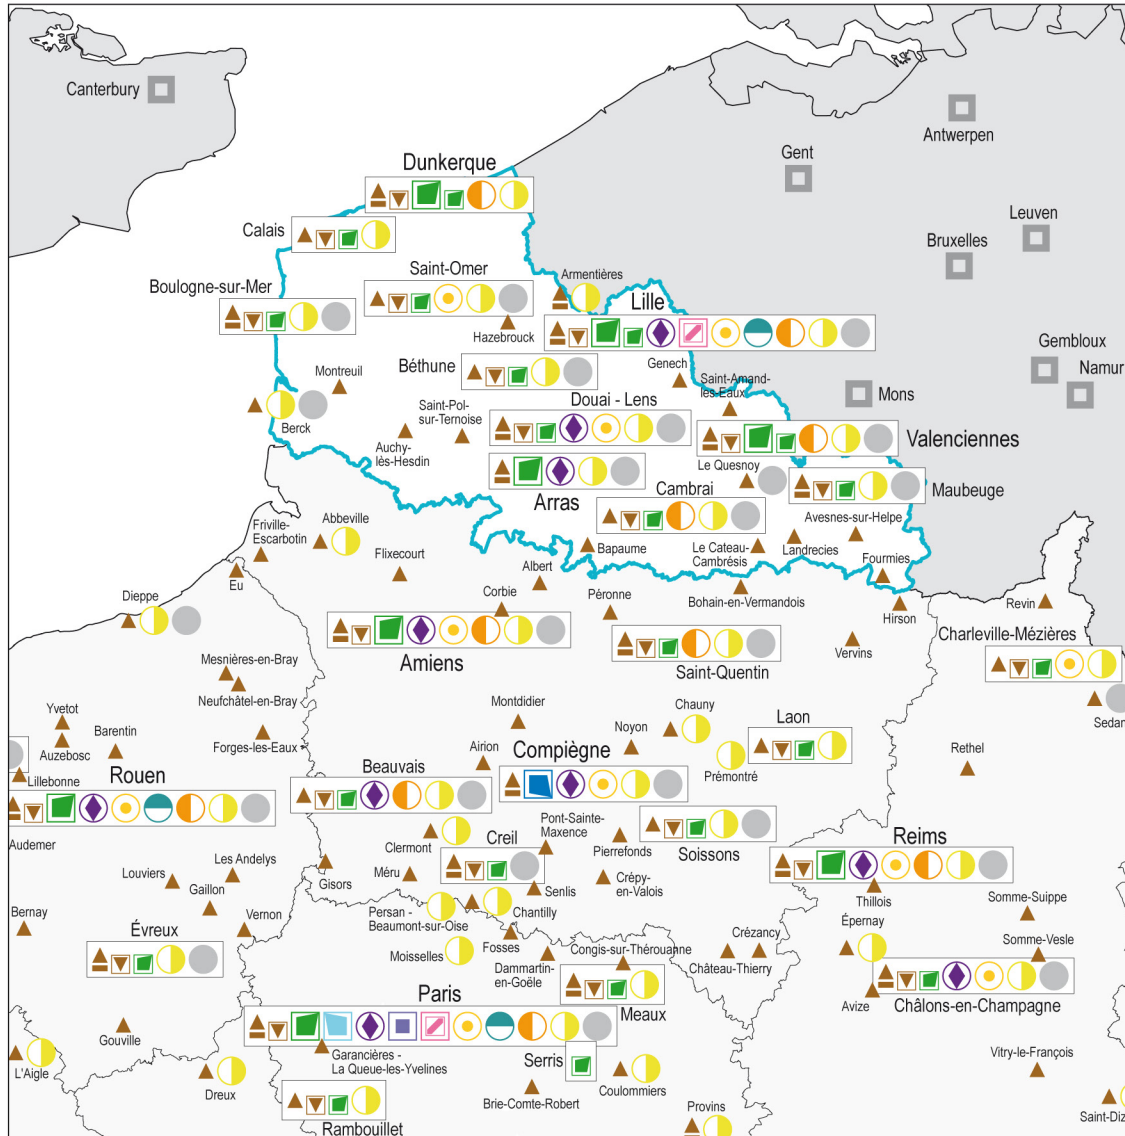 Canterbury
Antwerpen
Gent
Dunkerque
Leuven
Calais
Bruxelles
Saint-Omer
Armentières
Boulogne-sur-Mer
Lille
Hazebrouck
Gembloux
Béthune
Genech
Namur
Montreuil
Saint-Amand-
les-Eaux
Mons
Saint-Pol-
sur-Ternoise
Douai - Lens
Berck
Valenciennes
Auchy-
lès-Hesdin
Le Quesnoy
Maubeuge
Arras
Cambrai
Abbeville
Avesnes-sur-Helpe
Friville-
Escarbotin
Flixecourt
Bapaume
Le Cateau-
Cambrésis
Landrecies
Fourmies
Eu
Albert
Dieppe
Corbie
Péronne
Bohain-en-Vermandois
Revin
Hirson
Charleville-Mézières
Amiens
Saint-Quentin
Vervins
Mesnières-en-Bray
Neufchâtel-en-Bray
Sedan
Montdidier
Chauny
Yvetot
Barentin
Laon
Auzebosc
Forges-les-Eaux
Airion
Compiègne
Noyon
Rethel
Prémontré
Lillebonne
Rouen
Beauvais
Pont-Sainte-
Maxence
Audemer
Clermont
Creil
Pierrefonds
Soissons
Reims
Les Andelys
Louviers
Gisors
Méru
Crépy-
en-Valois
Gaillon
Senlis
Thillois
Somme-Suippe
Bernay
Vernon
Persan -
Beaumont-sur-Oise
Chantilly
Épernay
Évreux
Moisselles
Fosses
Crézancy
Somme-Vesle
Dammartin-
en-Goële
Congis-sur-Thérouanne
Château-Thierry
Paris
Meaux
Avize
Châlons-en-Champagne
Gouville
Garancières -
La Queue-les-Yvelines
Serris
Vitry-le-François
L'Aigle
Dreux
Brie-Comte-Robert
Coulommiers
Rambouillet
Provins
Saint-Diz